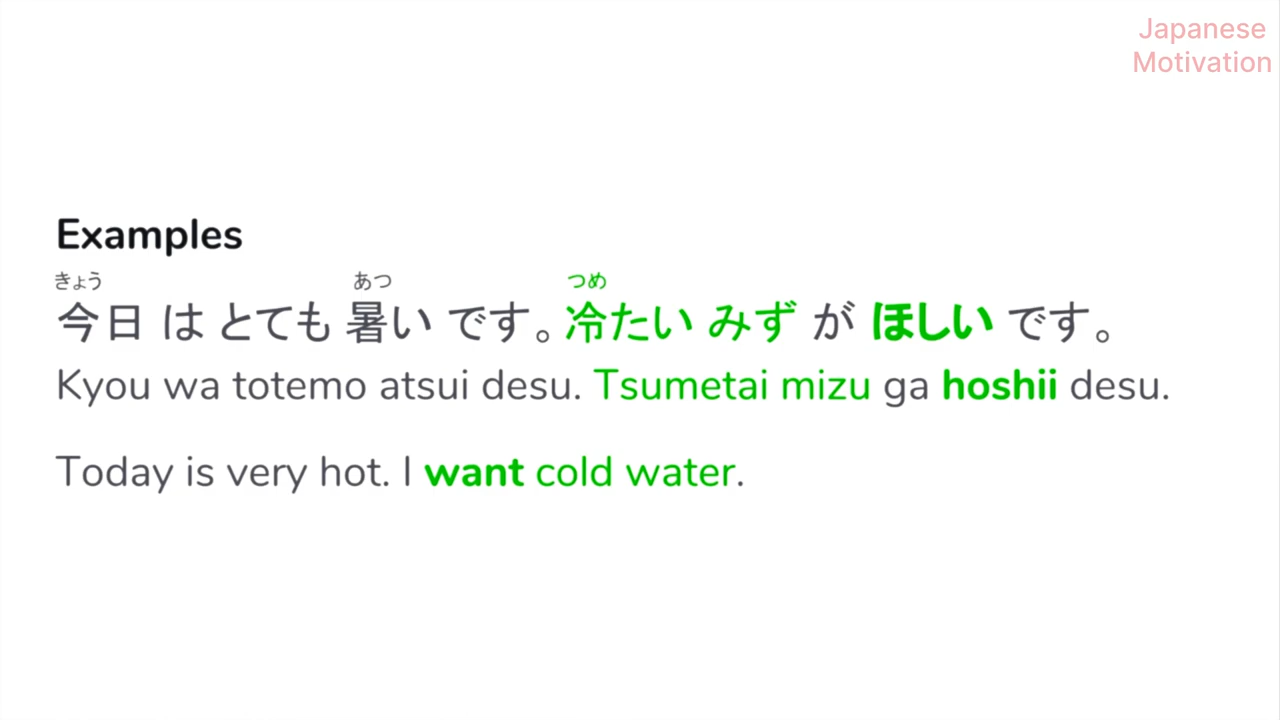 Japanese
Motivation
Examples
きょう あつ つめ
今日 は とても 暑い です。冷たい みず が ほしい です。
Kyou wa totemo atsui desu. Tsumetai mizu ga hoshii desu.
Today is very hot. I want cold water.